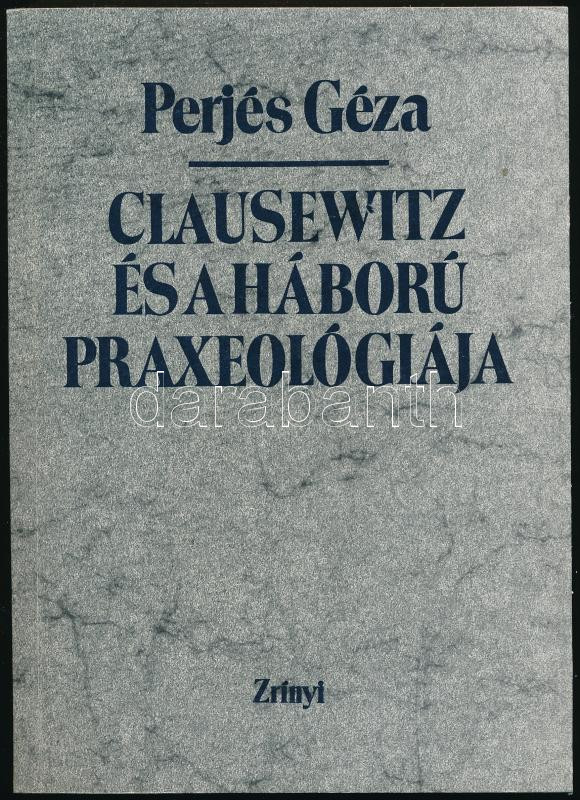 Perjés Géza
CLAUSEWITZ
ÉS A HÁBORÚ
PRAXEOLÓGIÁJA
darabanth
Zrínyi